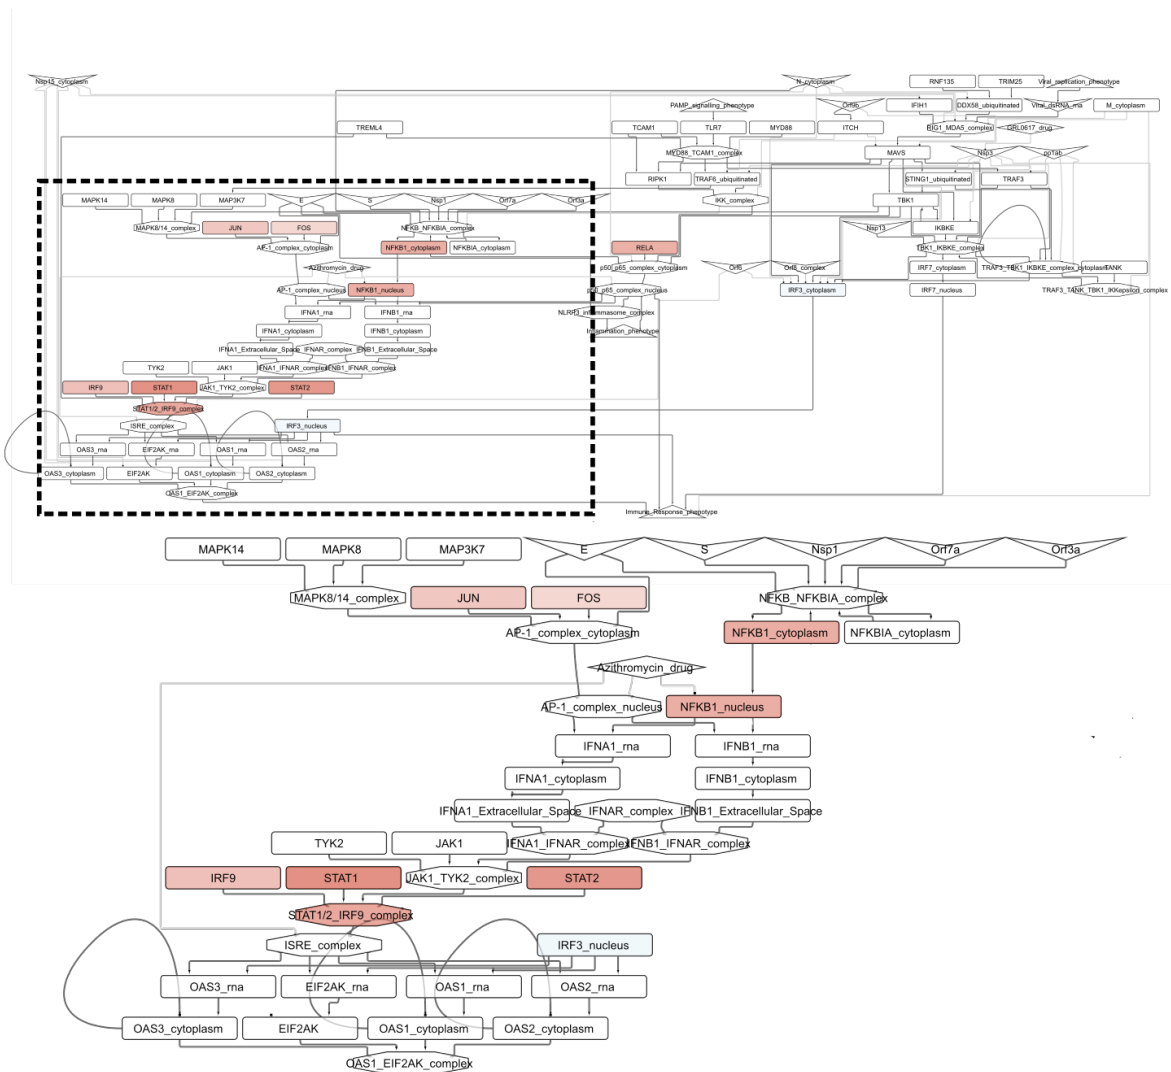 Nsp15_cytoplasm
N_cytoplasm
RNF135
TRIM25
Viral_replication_phenotype
PAMP_signalling_phenotype
Orf9b
IFIH1
DDX58_ubiquitinated
Viral_dsRNA_rna
M_cytoplasm
TREML4
TCAM1
TLR7
MYD88
ITCH
RIG1_MDA5_complex
GRL0617_drug
MYD88_TCAM1_complex
MAVS
Nsp3
pp1ab
RIPK1
TRAF6_ubiquitinated
STING1_ubiquitinated
TRAF3
MAPK14
MAPK8
MAP3K7
E
S
Nsp1
Orf7a
Orf3a
IKK_complex
TBK1
MAPK8/14_complex
JUN
FOS
NFKB_NFKBIA_complex
Nsp13
IKBKE
AP-1_complex_cytoplasm
NFKB1_cytoplasm
NFKBIA_cytoplasm
RELA
TBK1_IKBKE_complex
Azithromycin_drug
p50_p65_complex_cytoplasm
Orf6
Orf8_complex
IRF7_cytoplasm
TRAF3_TBK1_IKBKE_complex_cytoplasm
TANK
AP-1_complex_nucleus
NFKB1_nucleus
p50_p65_complex_nucleus
IRF3_cytoplasm
IRF7_nucleus
TRAF3_TANK_TBK1_IKKepsilon_complex
IFNA1_rna
IFNB1_rna
NLRP3_inflammasome_complex
IFNA1_cytoplasm
IFNB1_cytoplasm
Inflammation_phenotype
IFNA1_Extracellular_Space
IFNAR_complex
IFNB1_Extracellular_Space
TYK2
JAK1
IFNA1_IFNAR_complex
IFNB1_IFNAR_complex
IRF9
STAT1
JAK1_TYK2_complex
STAT2
STAT1/2_IRF9_complex
ISRE_complex
IRF3_nucleus
OAS3_rna
EIF2AK_rna
OAS1_rna
OAS2_rna
OAS3_cytoplasm
EIF2AK
OAS1_cytoplasm
OAS2_cytoplasm
OAS1_EIF2AK_complex
Immune_Response_phenotype
MAPK14
MAPK8
MAP3K7
E
S
Nsp1
Orf7a
Orf3a
MAPK8/14_complex
JUN
FOS
NFKB_NFKBIA_complex
AP-1_complex_cytoplasm
NFKB1_cytoplasm
NFKBIA_cytoplasm
Azithromycin_drug
AP-1_complex_nucleus
NFKB1_nucleus
IFNA1_rna
IFNB1_rna
IFNA1_cytoplasm
IFNB1_cytoplasm
IFNA1_Extracellular_Space
IFNAR_complex
IFNB1_Extracellular_Space
TYK2
JAK1
IFNA1_IFNAR_complex
IFNB1_IFNAR_complex
IRF9
STAT1
JAK1_TYK2_complex
STAT2
STAT1/2_IRF9_complex
ISRE_complex
IRF3_nucleus
OAS3_rna
EIF2AK_rna
OAS1_rna
OAS2_rna
OAS3_cytoplasm
EIF2AK
OAS1_cytoplasm
OAS2_cytoplasm
OAS1_EIF2AK_complex